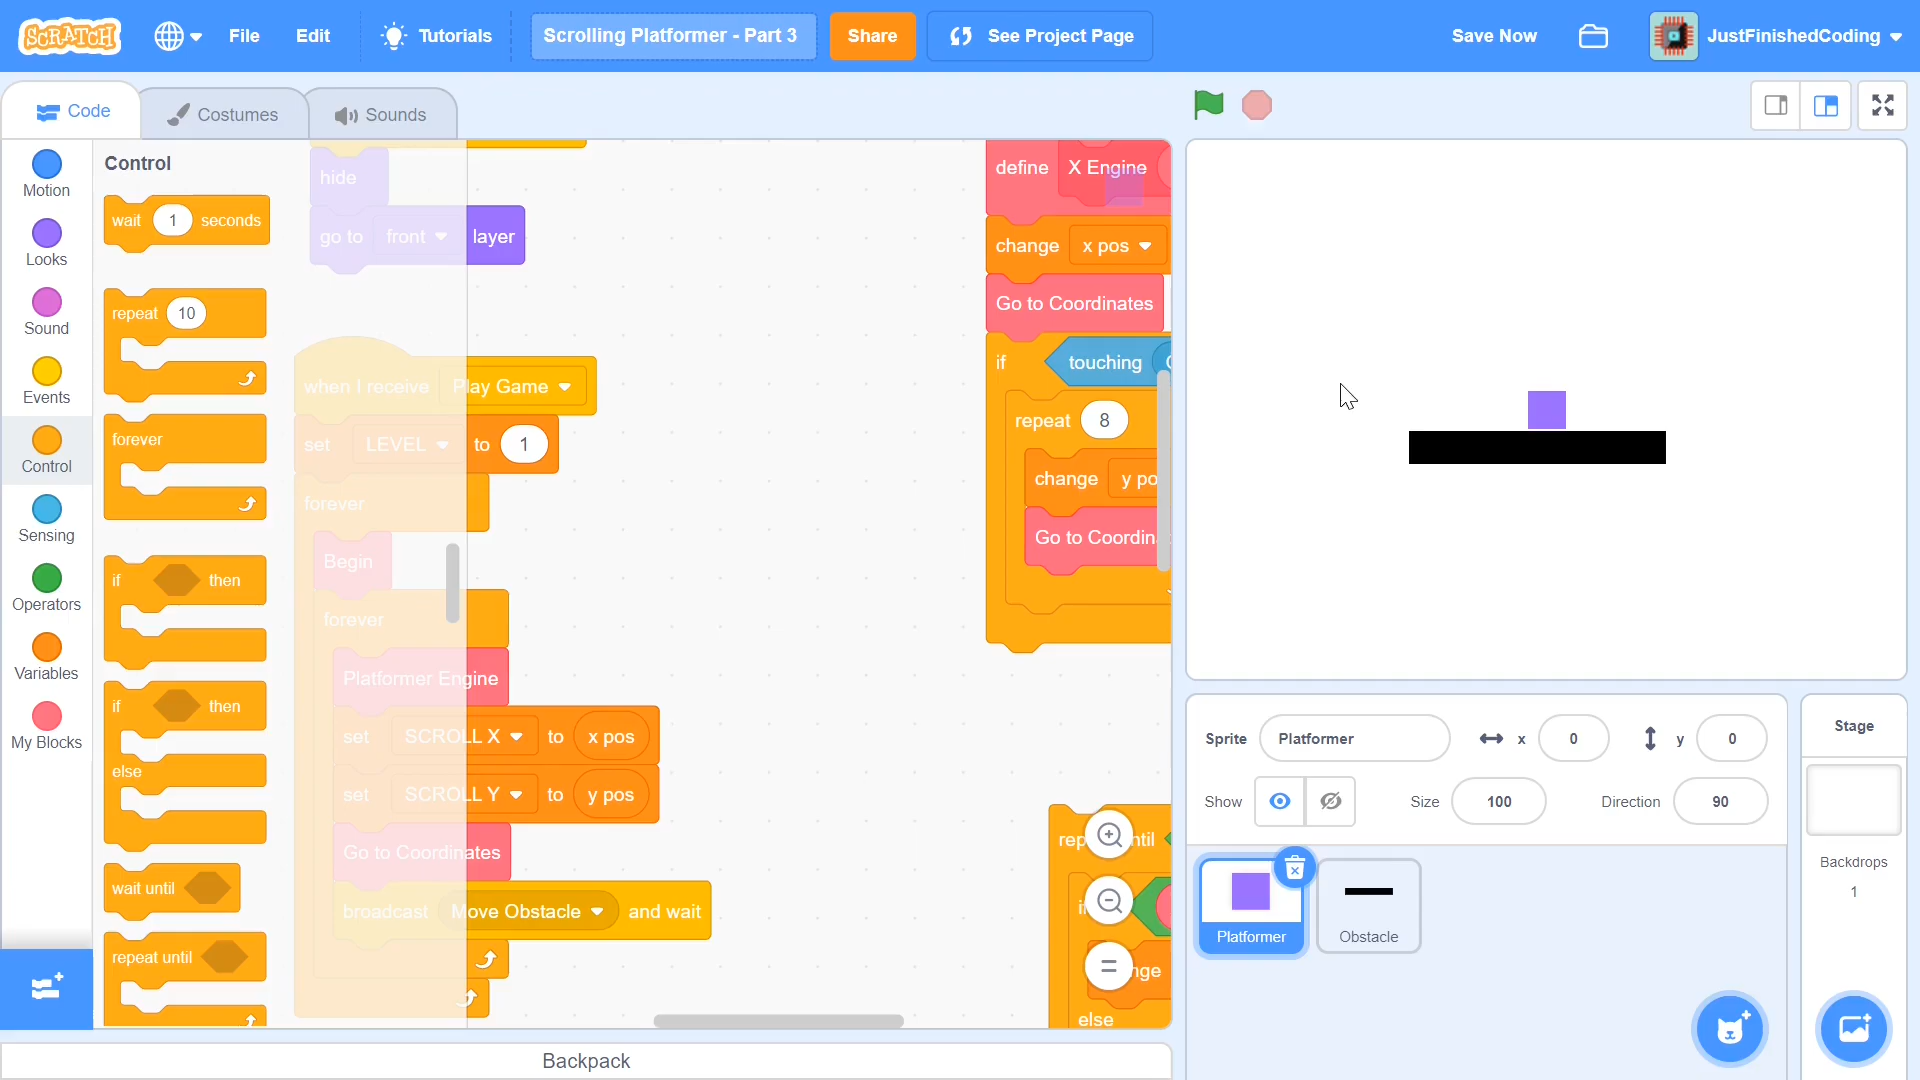 SCRATCH
File
Edit
Tutorials
Scrolling Platformer - Part 3
Share
See Project Page
Save Now
JustFinishedCoding
Code
Costumes
Sounds
Motion
Looks
Sound
Events
Control
Sensing
Operators
Variables
My Blocks
Control
wait 1 seconds
repeat 10
forever
if then
if then
else
wait until
repeat until
hide
go to front layer
when I receive Play Game
set LEVEL to 1
forever
Begin
forever
Platformer Engine
set SCROLL X to x pos
set SCROLL Y to y pos
Go to Coordinates
broadcast Move Obstacle and wait
define X Engine
change x pos
Go to Coordinates
if touching
repeat 8
change y po
Go to Coordin
else
Backpack
Sprite Platformer x 0 y 0
Show Size 100 Direction 90
Platformer
Obstacle
Stage
Backdrops
1